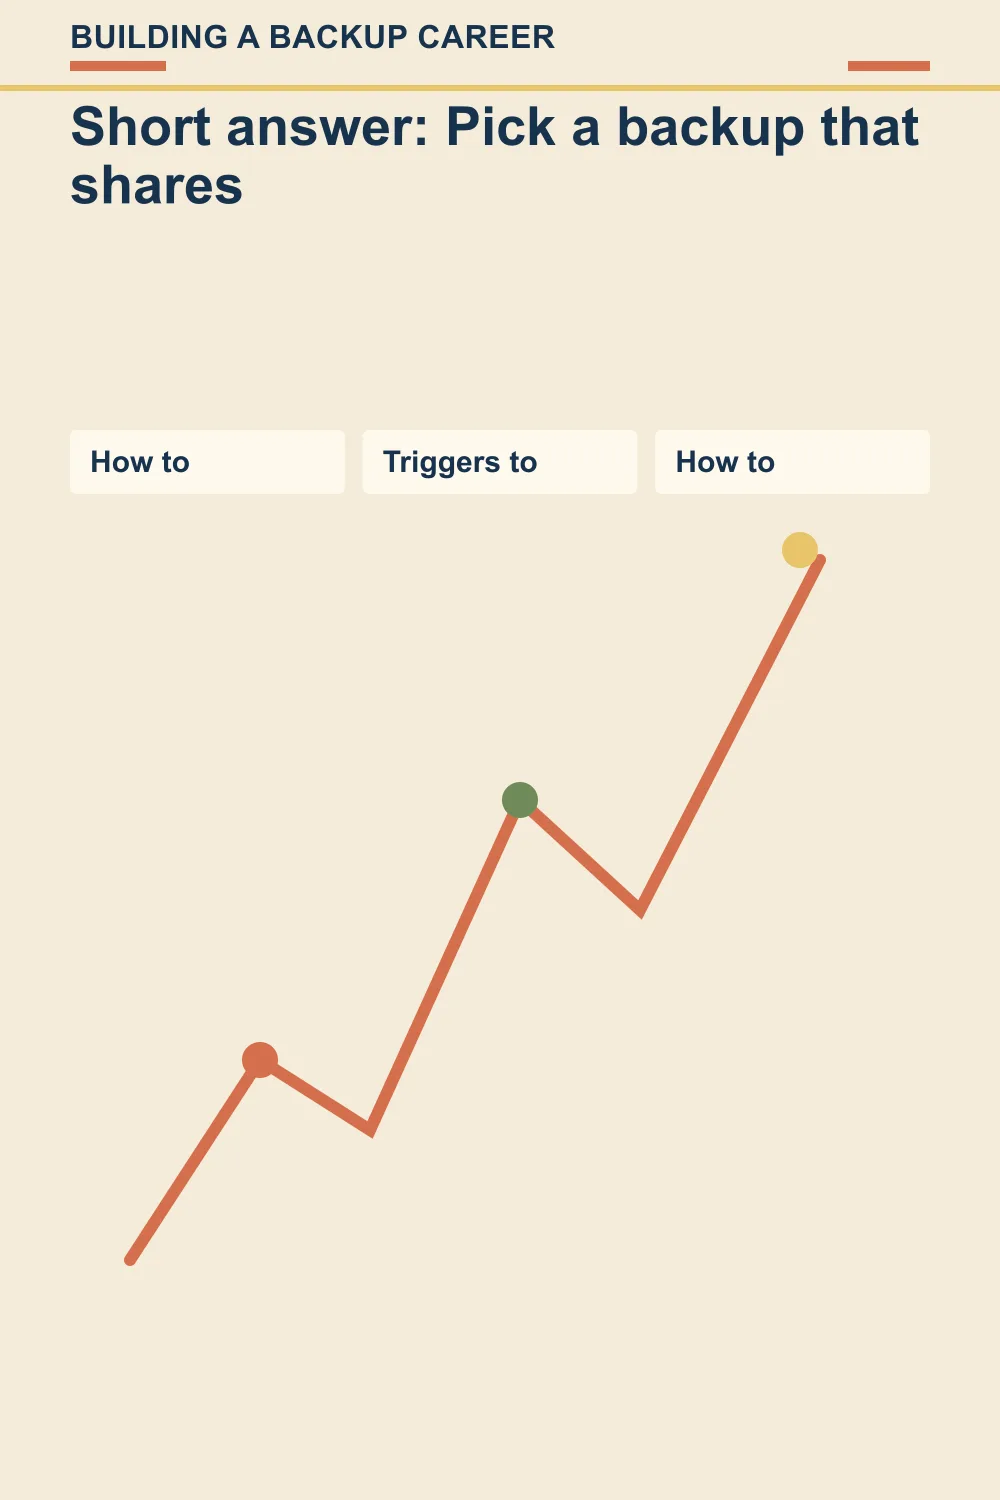 BUILDING A BACKUP CAREER
Short answer: Pick a backup that
shares
How to
Triggers to
How to